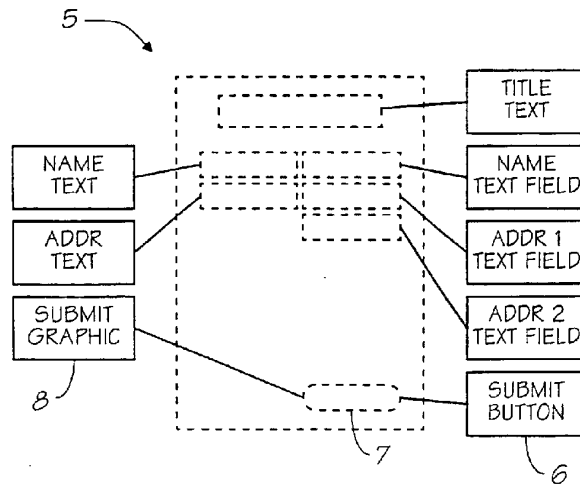 5
TITLE
TEXT
NAME
TEXT
NAME
TEXT FIELD
ADDR
TEXT
ADDR 1
TEXT FIELD
SUBMIT
GRAPHIC
ADDR 2
TEXT FIELD
SUBMIT
BUTTON
8
7
6